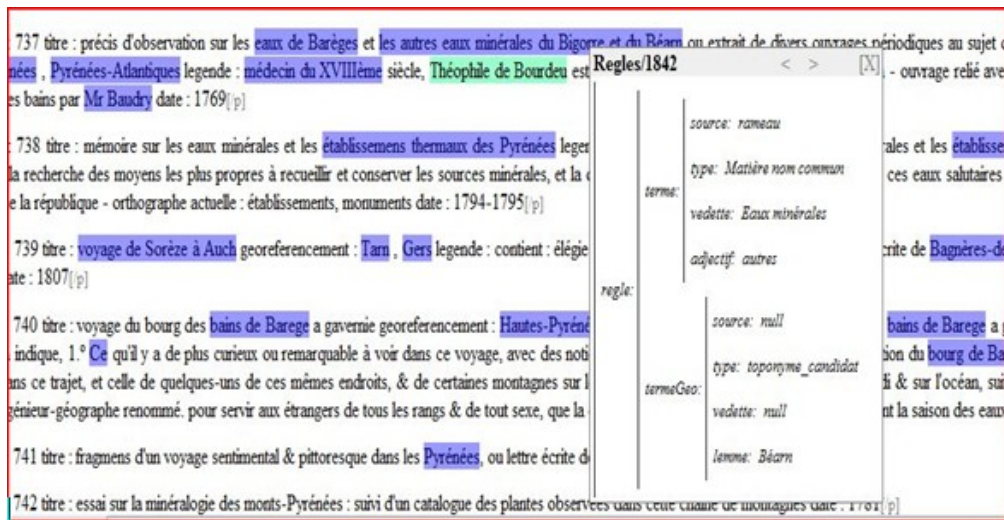 737 titre : précis d'observation sur les eaux de Barèges et les autres eaux minérales du Bigorre et du Béarn ou extrait de divers ouvrages périodiques au sujet
nées , Pyrénées-Atlantiques legende : médecin du XVIIIème siècle, Théophile de Bourdeu est - ouvrage relié ave
es bains par Mr Baudry date : 1769[/p]
738 titre : mémoire sur les eaux minérales et les établissemens thermaux des Pyrénées leger rales et les établisse
la recherche des moyens les plus propres à recueillir et conserver les sources minérales, et la ces eaux salutaires
e la république - orthographe actuelle : établissements, monuments date : 1794-1795[/p]
739 titre : voyage de Sorèze à Auch georeferencement : Tarn , Gers legende : contient : élégie crite de Bagnères-de
ate : 1807[/p]
740 titre : voyage du bourg des bains de Barege a gavernie georeferencement : Hautes-Pyréné bains de Barege a
indique, 1.º Ce qu'il y a de plus curieux ou remarquable à voir dans ce voyage, avec des noti ion du bourg de Ba
ans ce trajet, et celle de quelques-uns de ces mêmes endroits, & de certaines montagnes sur l di & sur l'océan, sui
génieur-géographe renommé. pour servir aux étrangers de tous les rangs & de tout sexe, que la nt la saison des eaux
741 titre : fragmens d'un voyage sentimental & pittoresque dans les Pyrénées, ou lettre écrite d
742 titre : essai sur la minéralogie des monts-Pyrénées : suivi d'un catalogue des plantes observées dans cette chaine de montagnes date : 1781[/p]
Regles/1842 < > [X]
regle:
terme:
source: rameau
type: Matière nom commun
vedette: Eaux minérales
adjectif: autres
termeGeo:
source: null
type: toponyme_candidat
vedette: null
lemme: Béarn